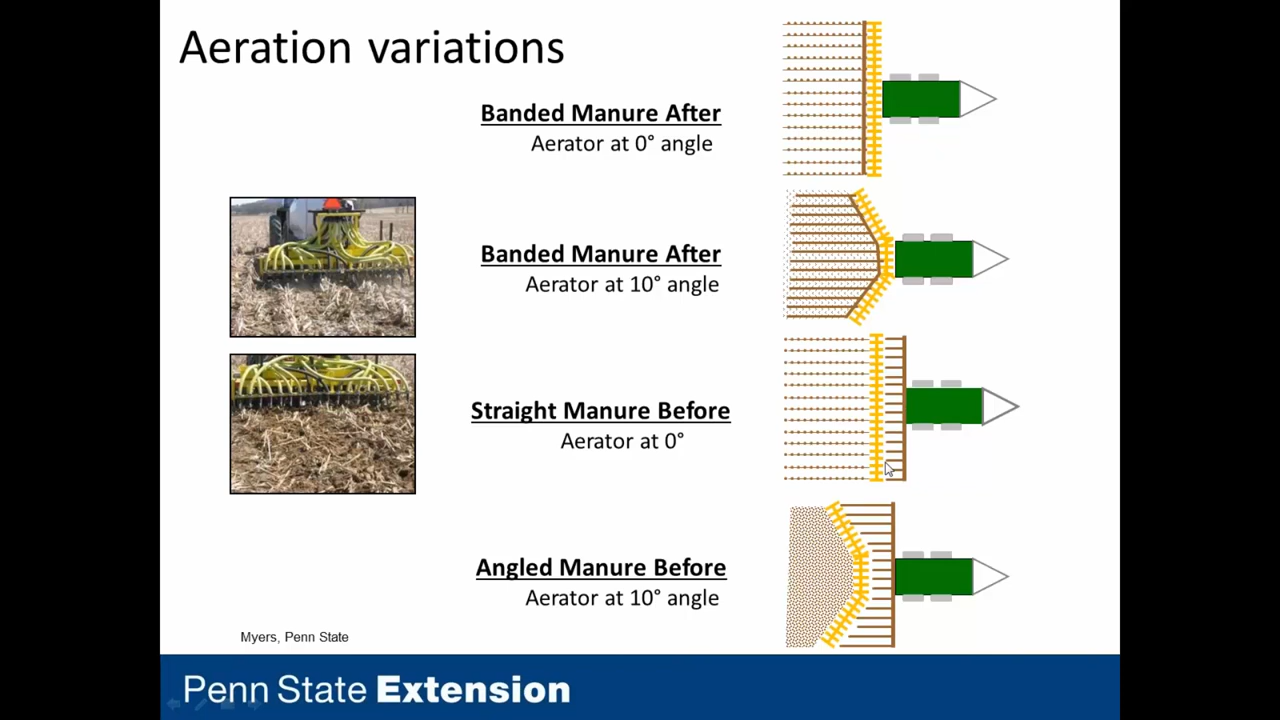 Aeration variations
Banded Manure After
Aerator at 0° angle
Banded Manure After
Aerator at 10° angle
Straight Manure Before
Aerator at 0°
Angled Manure Before
Aerator at 10° angle
Myers, Penn State
Penn State Extension